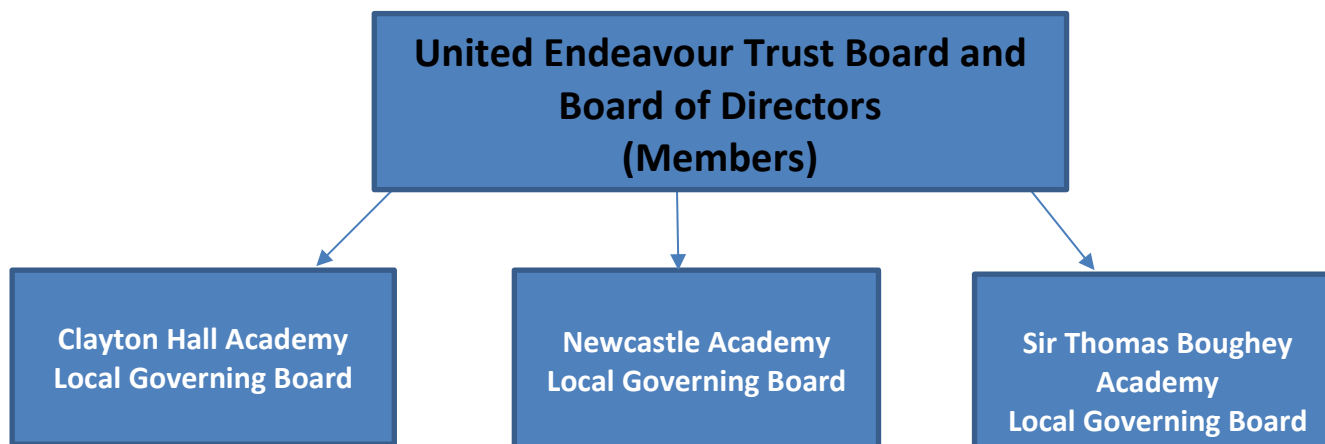 United Endeavour Trust Board and
Board of Directors
(Members)
Clayton Hall Academy
Local Governing Board
Newcastle Academy
Local Governing Board
Sir Thomas Boughey
Academy
Local Governing Board